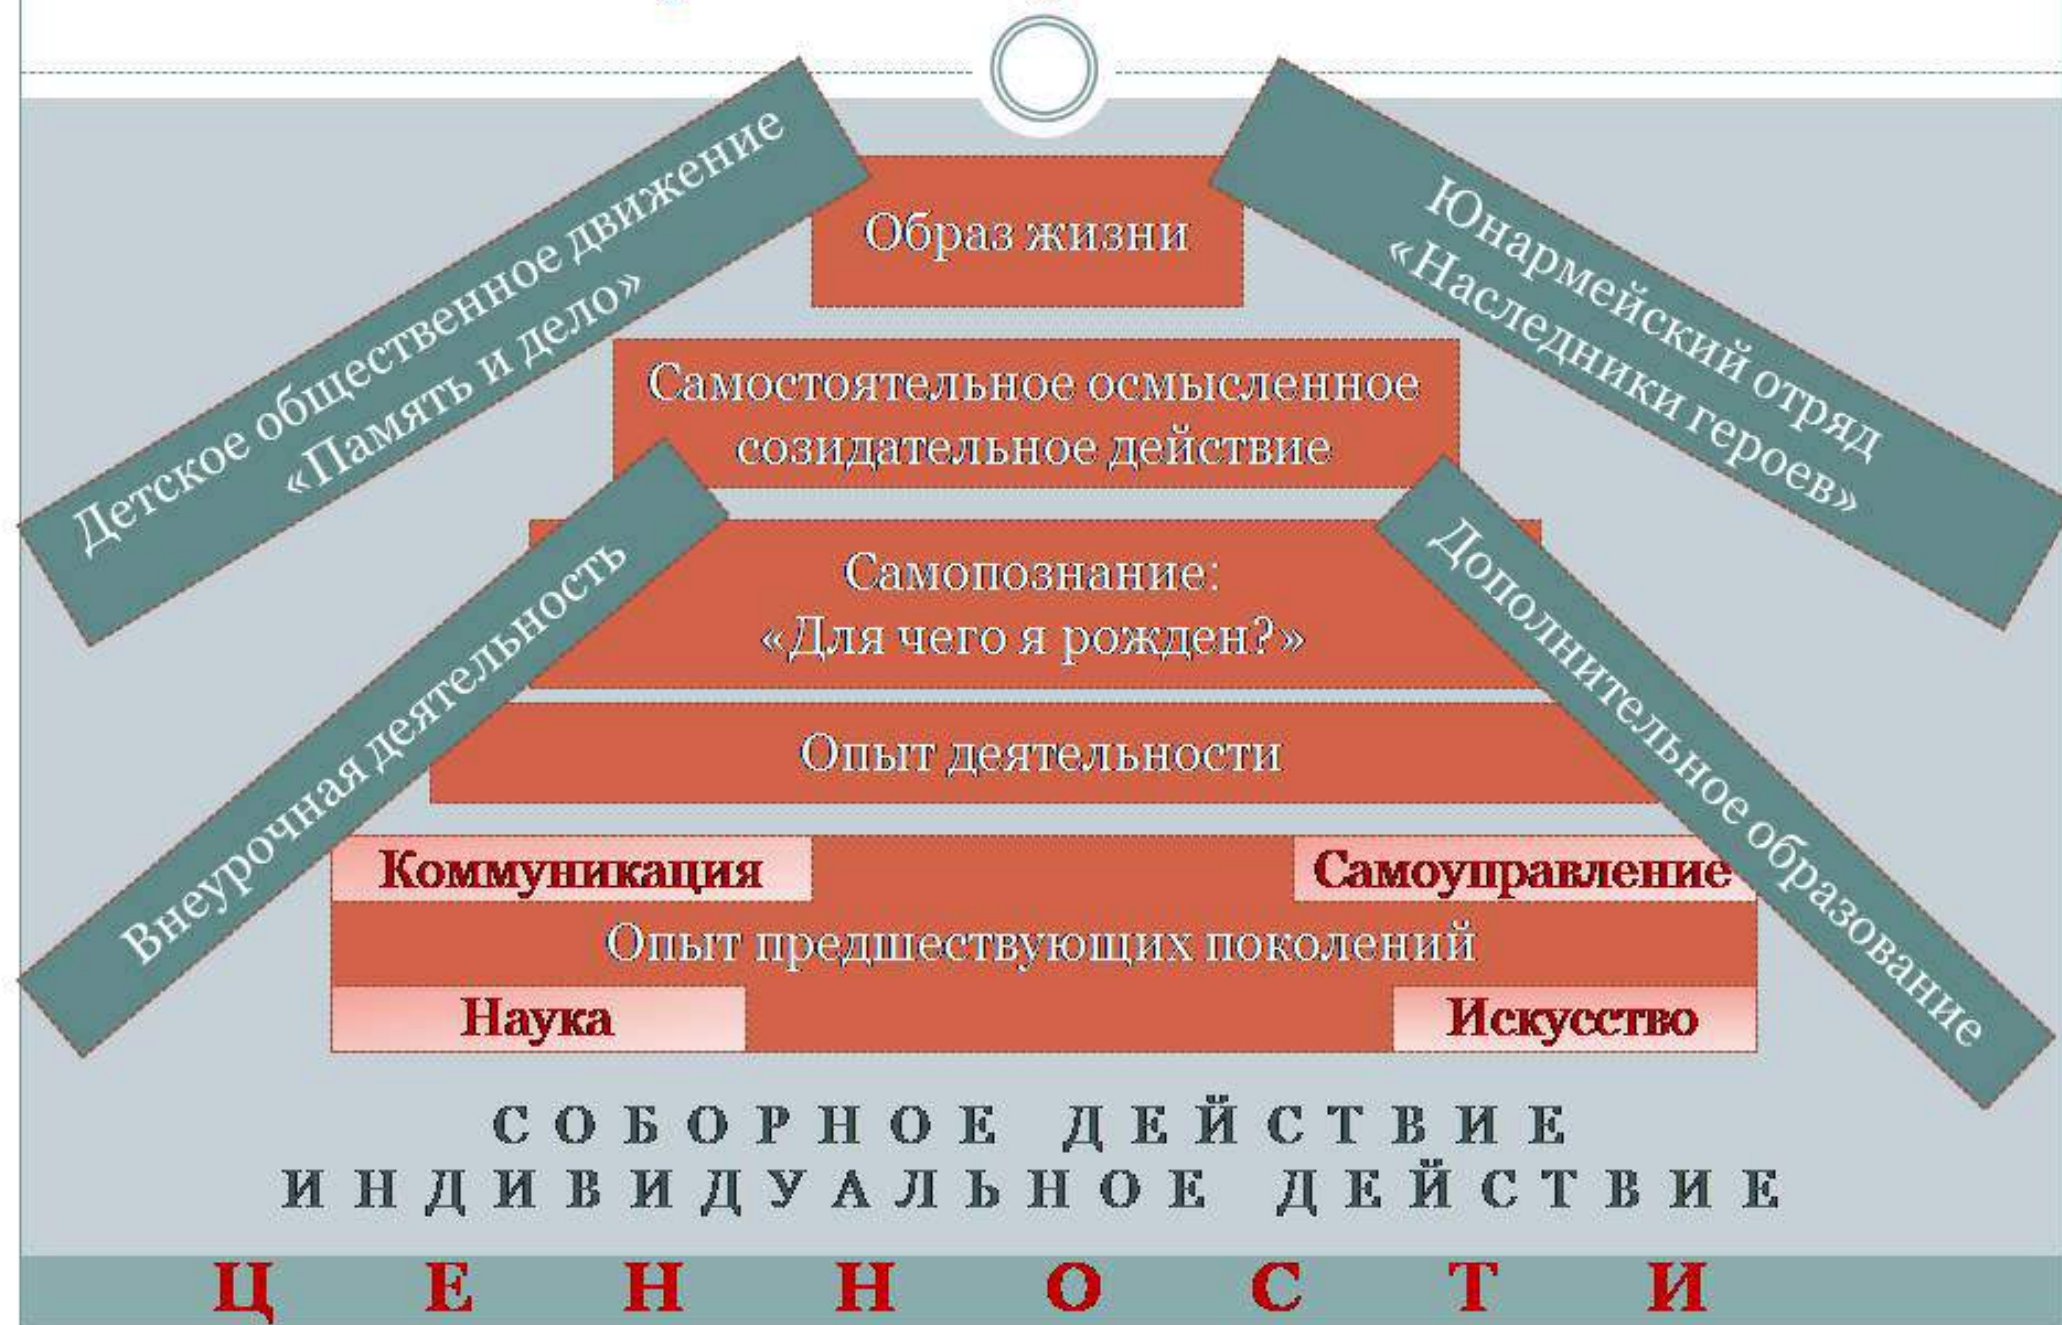 Детское общественное движение
«Память и дело»
Юнармейский отряд
«Наследники героев»
Образ жизни
Самостоятельное осмысленное
созидательное действие
Внеурочная деятельность
Дополнительное образование
Самопознание:
«Для чего я рожден?»
Опыт деятельности
Коммуникация
Самоуправление
Опыт предшествующих поколений
Наука
Искусство
СОБОРНОЕ ДЕЙСТВИЕ
ИНДИВИДУАЛЬНОЕ ДЕЙСТВИЕ
ЦЕННОСТИ